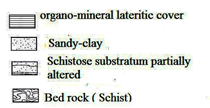 organo-mineral lateritic cover
Sandy-clay
Schistose substratum partially
altered
Bed rock ( Schist)